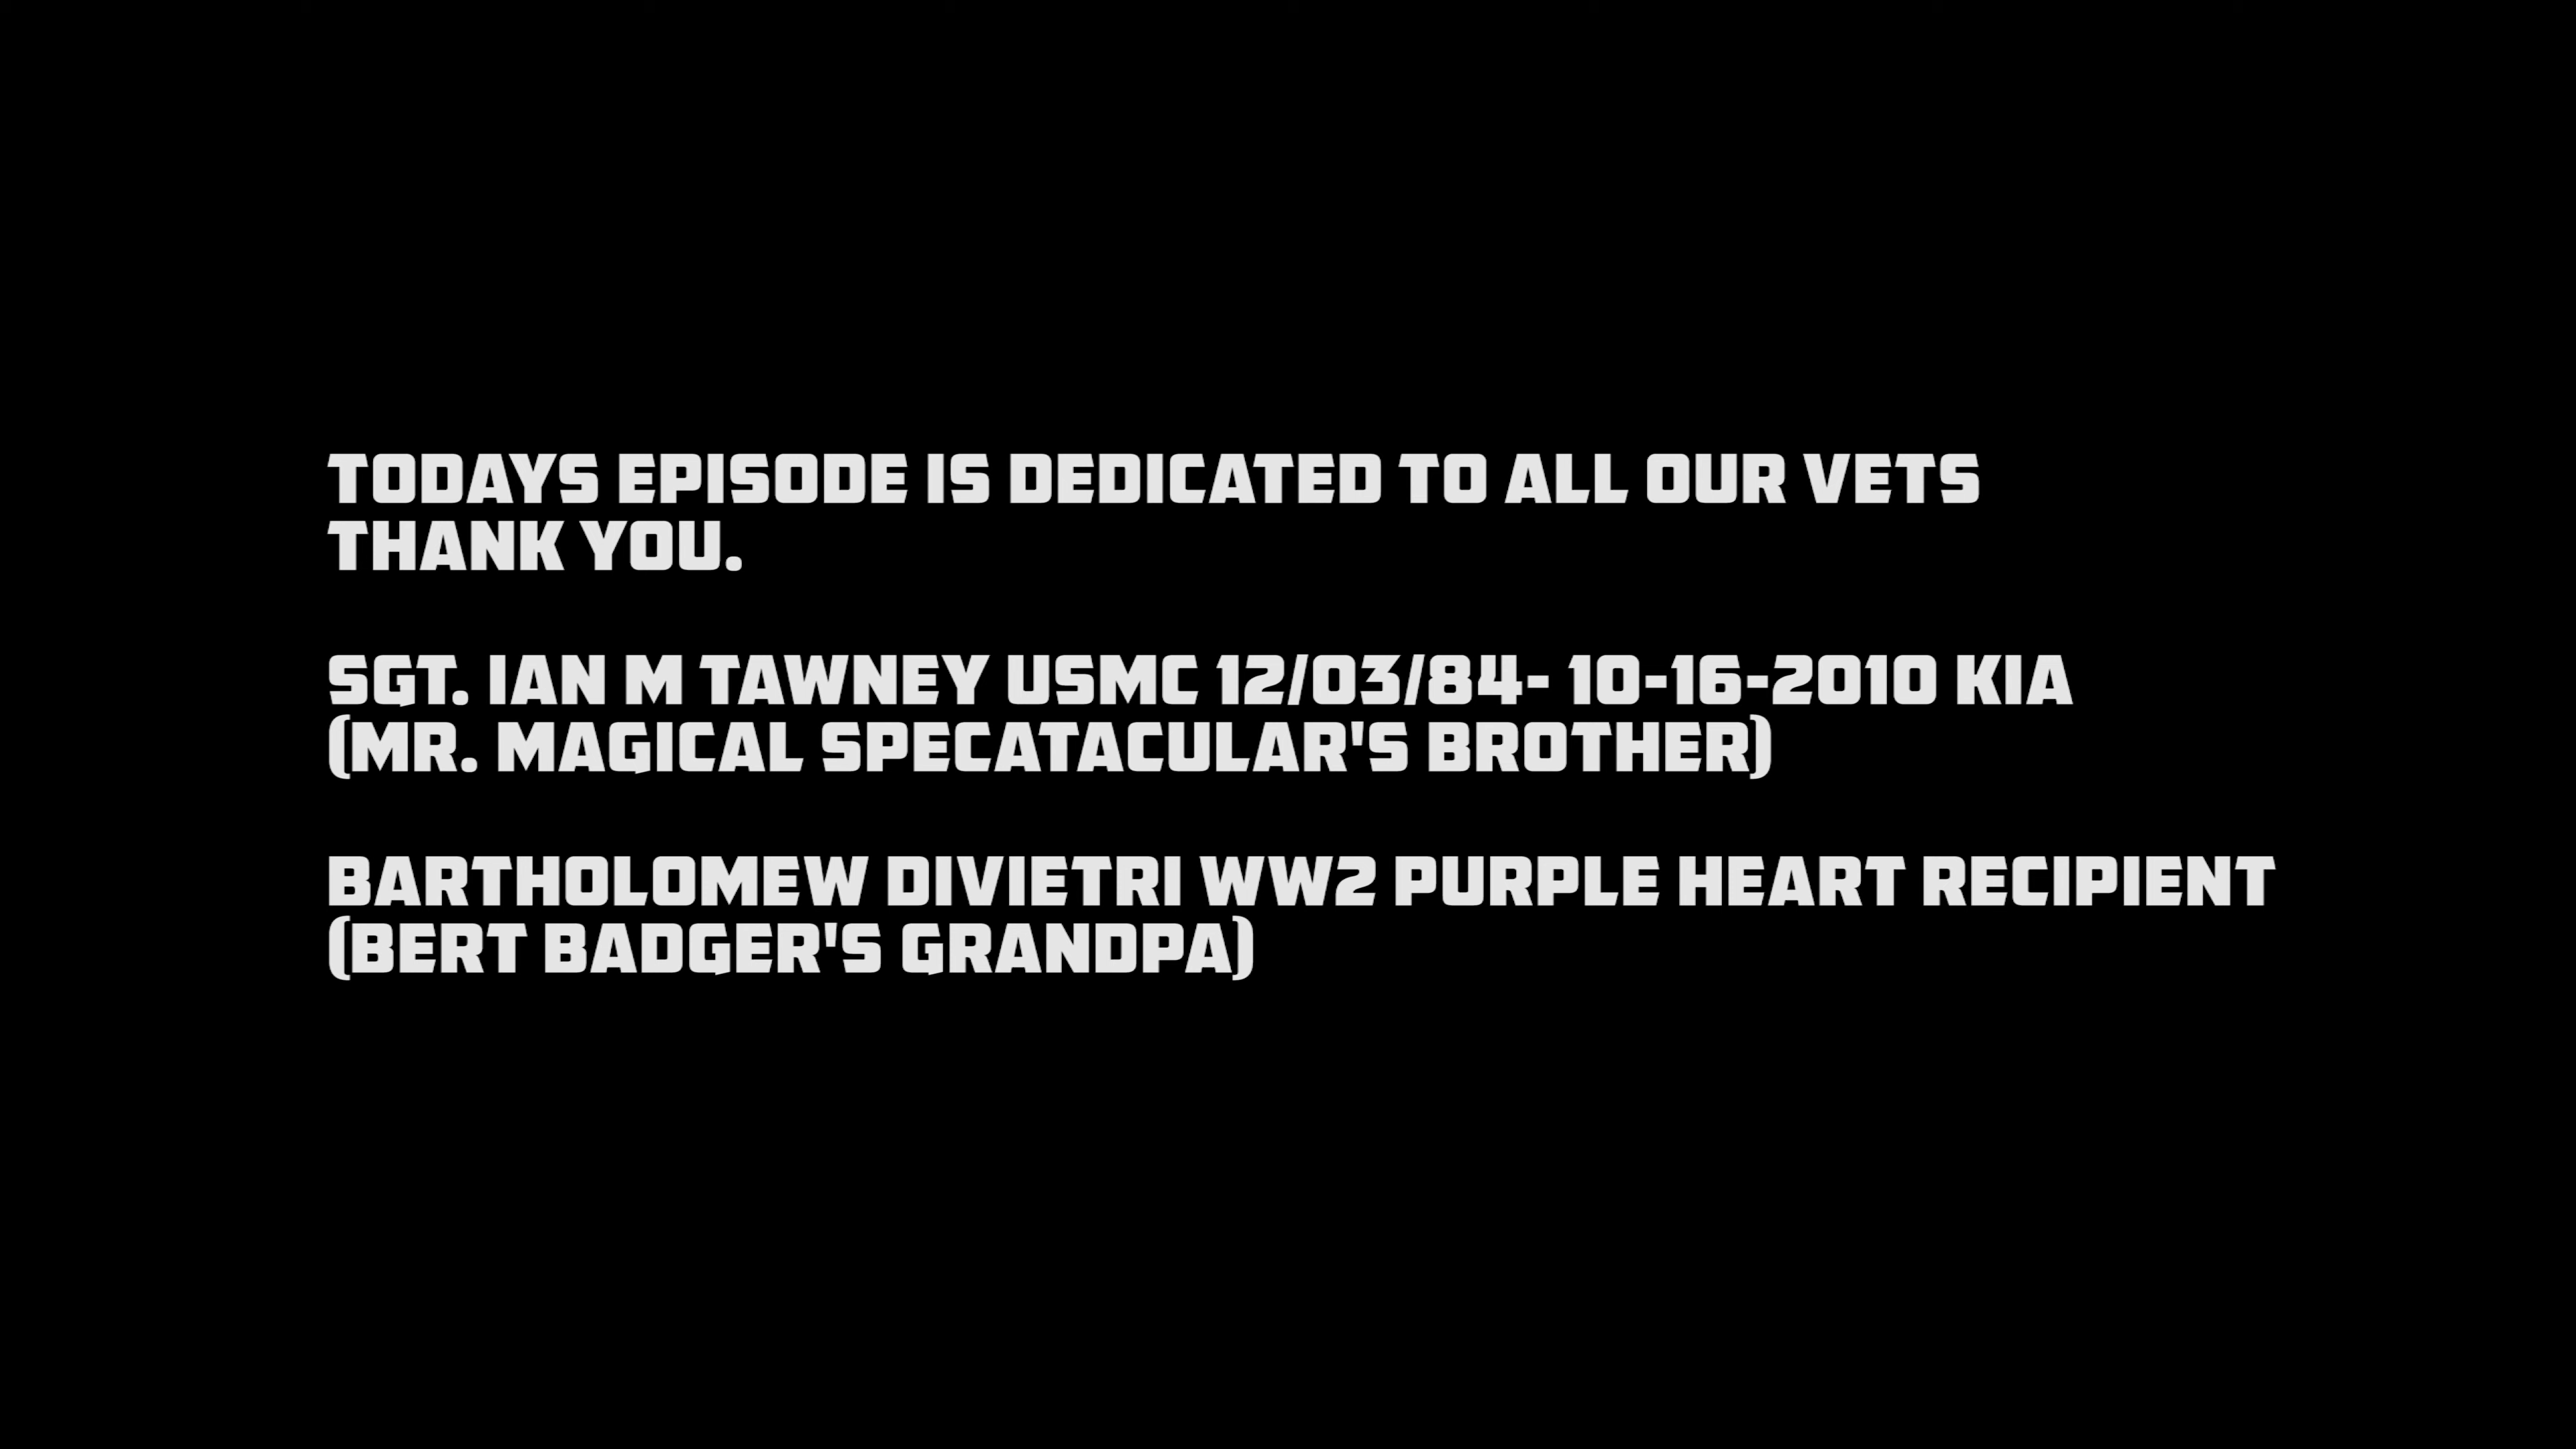 TODAYS EPISODE IS DEDICATED TO ALL OUR VETS
THANK YOU.
SGT. IAN M TAWNEY USMC 12/03/84- 10-16-2010 KIA
(MR. MAGICAL SPECATACULAR'S BROTHER)
BARTHOLOMEW DIVIETRI WW2 PURPLE HEART RECIPIENT
(BERT BADGER'S GRANDPA)